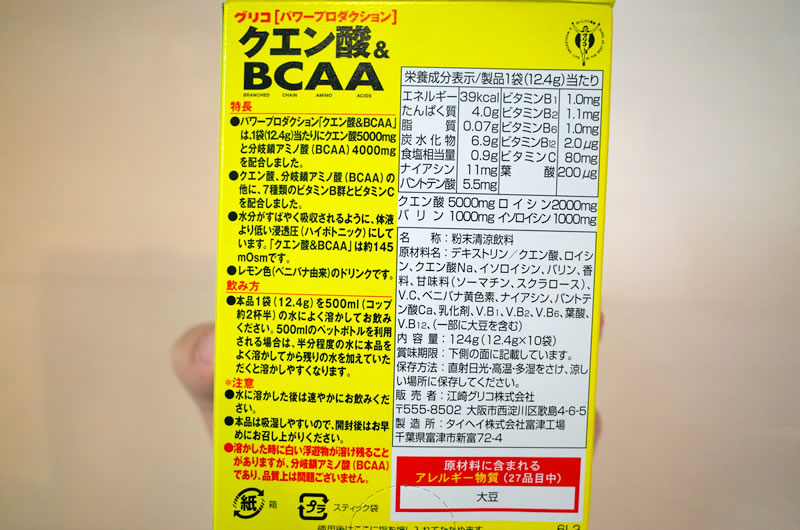 グリコ[パワープロダクション]
クエン酸&
BCAA
BRANCHED CHAIN AMINO ACIDS
特長
●パワープロダクション「クエン酸&BCAA」
は、1袋(12.4g)当たりにクエン酸5000mg
と分岐鎖アミノ酸(BCAA)4000mg
を配合しました。
●クエン酸、分岐鎖アミノ酸(BCAA)の
他に、7種類のビタミンB群とビタミンC
を配合しました。
●水分がすばやく吸収されるように、体液
より低い浸透圧(ハイポトニック)にして
います。「クエン酸&BCAA」は約145
mOsmです。
●レモン色(ベニバナ由来)のドリンクです。
飲み方
●本品1袋(12.4g)を500ml(コップ
約2杯半)の水によく溶かしてお飲み
ください。500mlのペットボトルを利用
される場合は、半分程度の水に本品を
よく溶かしてから残りの水を加えていた
だくと溶かしやすくなります。
*注意
●水に溶かした後は速やかにお飲みくだ
さい。
●本品は吸湿しやすいので、開封後はお早
めにお召し上がりください。
●溶かした時に白い浮遊物が溶け残ること
がありますが、分岐鎖アミノ酸(BCAA)
であり、品質上は問題ございません。
紙 箱 プラ スティック袋
グリコ
栄養成分表示/製品1袋(12.4g)当たり
エネルギー 39kcal ビタミンB1 1.0mg
たんぱく質 4.0g ビタミンB2 1.1mg
脂質 0.07g ビタミンB6 1.0mg
炭水化物 6.9g ビタミンB12 2.0μg
食塩相当量 0.9g ビタミンC 80mg
ナイアシン 11mg 葉酸 200μg
パントテン酸 5.5mg
クエン酸 5000mg ロイシン2000mg
バリン 1000mg イソロイシン1000mg
名 称:粉末清涼飲料
原材料名:デキストリン/クエン酸、ロイシ
ン、クエン酸Na、イソロイシン、バリン、香
料、甘味料(ソーマチン、スクラロース)、
V.C、ベニバナ黄色素、ナイアシン、パントテ
ン酸Ca、乳化剤、V.B1、V.B2、V.B6、葉酸、
V.B12、(一部に大豆を含む)
内容量:124g(12.4g×10袋)
賞味期限:下側の面に記載しています。
保存方法:直射日光・高温・多湿をさけ、涼し
い場所に保存してください。
販売者:江崎グリコ株式会社
〒555-8502 大阪市西淀川区歌島4-6-5
製造所:タイヘイ株式会社富津工場
千葉県富津市新富72-4
原材料に含まれる
アレルギー物質(27品目中)
大豆